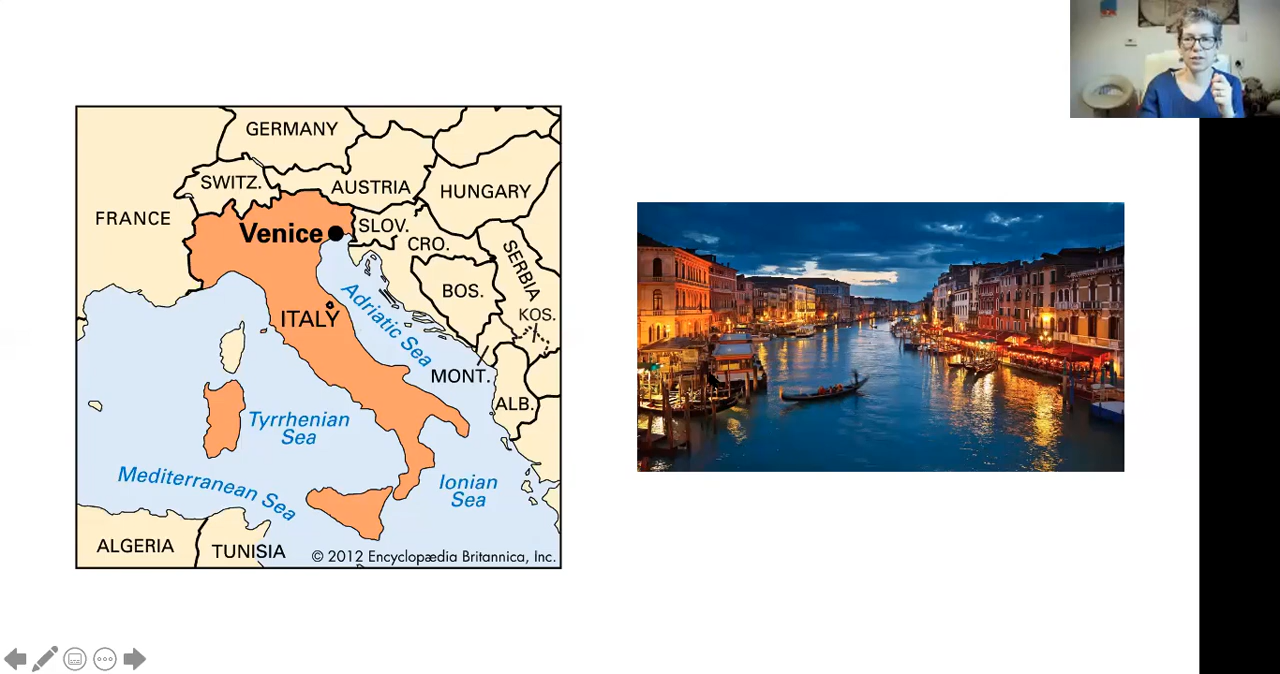 GERMANY
SWITZ.
AUSTRIA
HUNGARY
FRANCE
Venice
SLOV.
CRO.
SERBIA
BOS.
Adriatic Sea
KOS.
ITALY
MONT.
ALB.
Tyrrhenian
Sea
Mediterranean Sea
Ionian
Sea
ALGERIA
TUNISIA
© 2012 Encyclopædia Britannica, Inc.